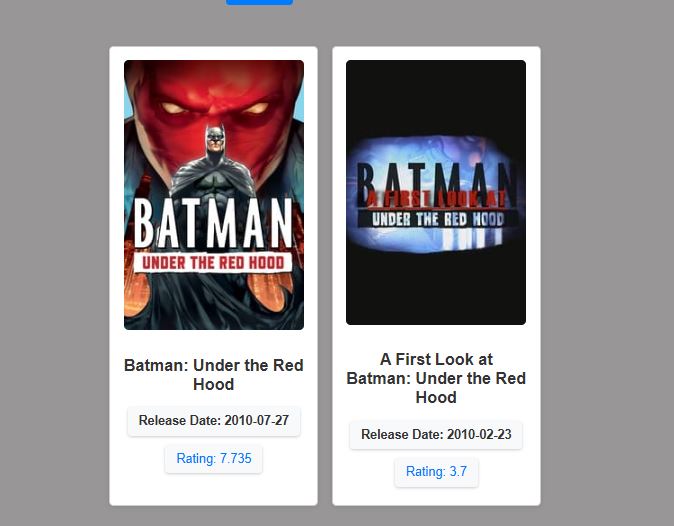 BATMAN
UNDER THE RED HOOD
Batman: Under the Red
Hood
Release Date: 2010-07-27
Rating: 7.735
BATMAN
A FIRST LOOK AT
UNDER THE RED HOOD
A First Look at
Batman: Under the Red
Hood
Release Date: 2010-02-23
Rating: 3.7